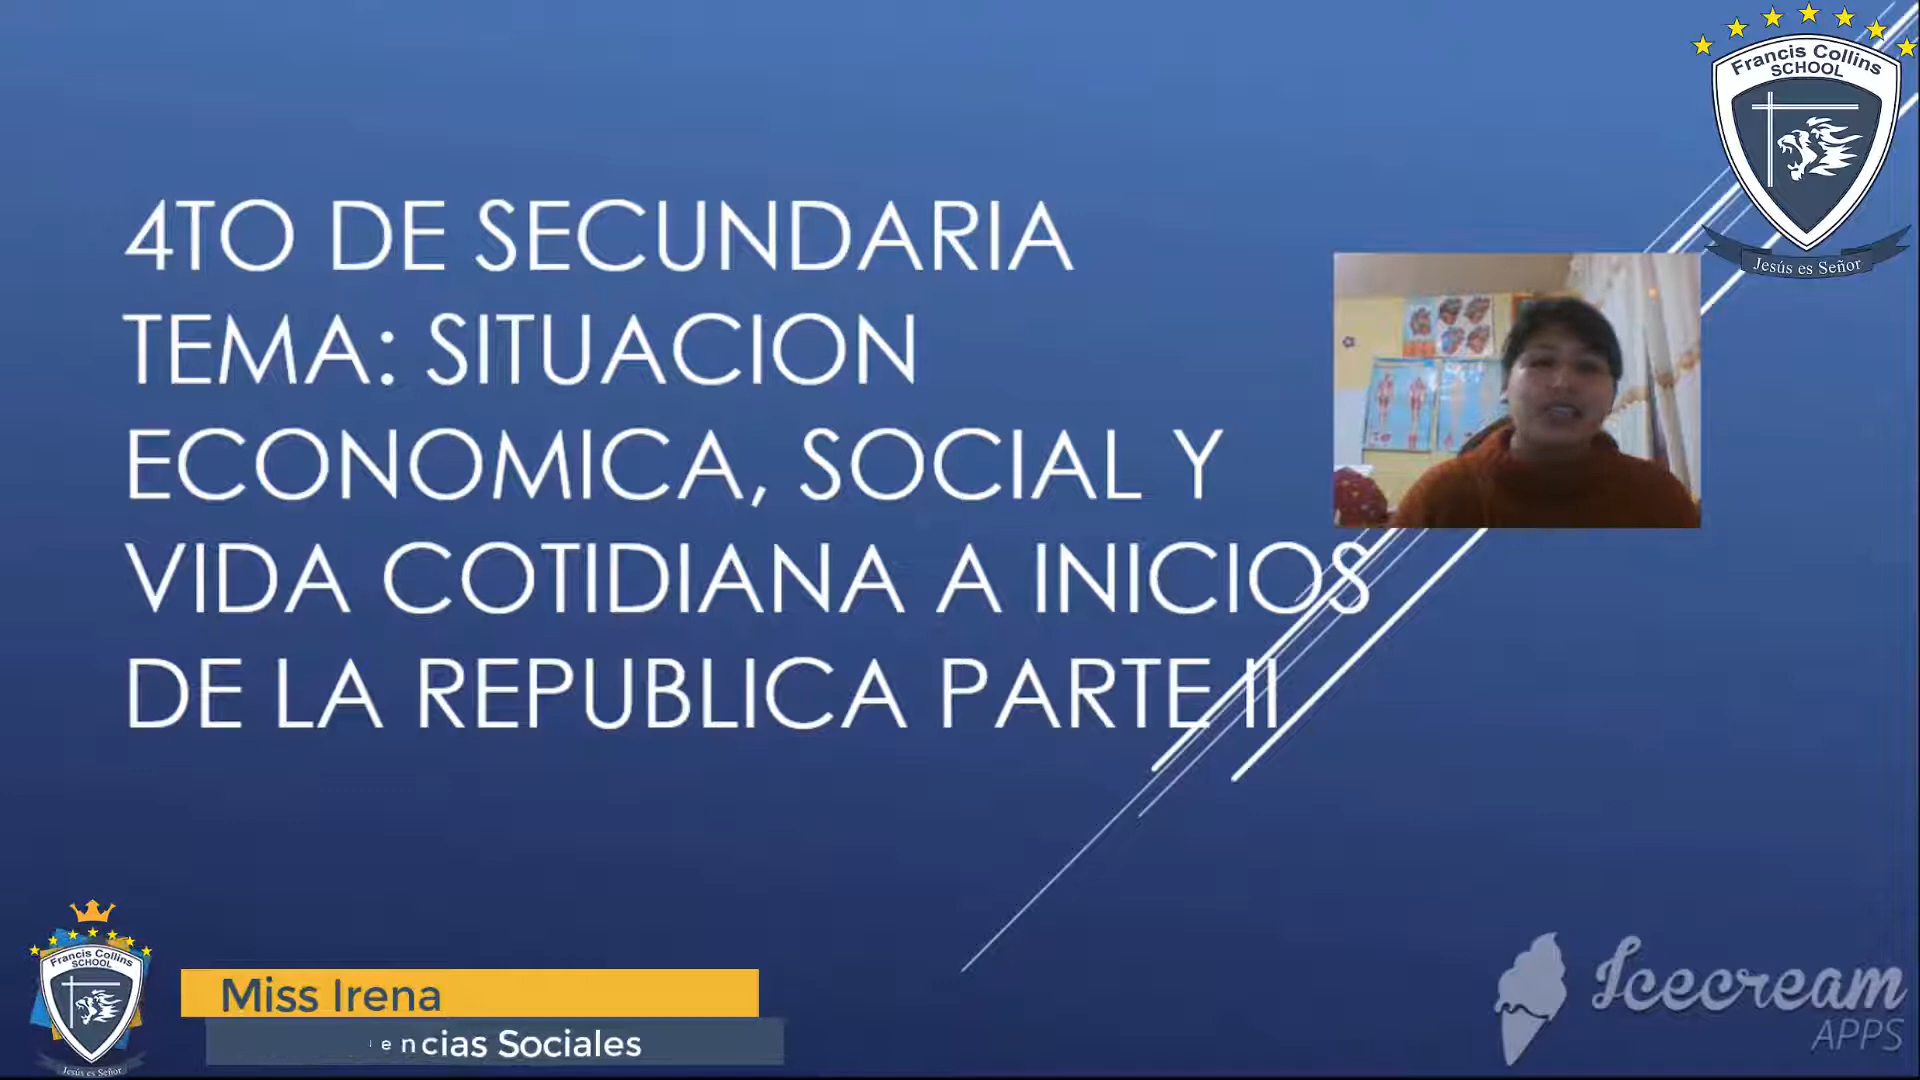 Francis Collins
SCHOOL
Jesús es Señor
4TO DE SECUNDARIA
TEMA: SITUACION
ECONOMICA, SOCIAL Y
VIDA COTIDIANA A INICIOS
DE LA REPUBLICA PARTE II
Francis Collins
SCHOOL
Jesús es Señor
Miss Irena
iencias Sociales
Icecream
APPS